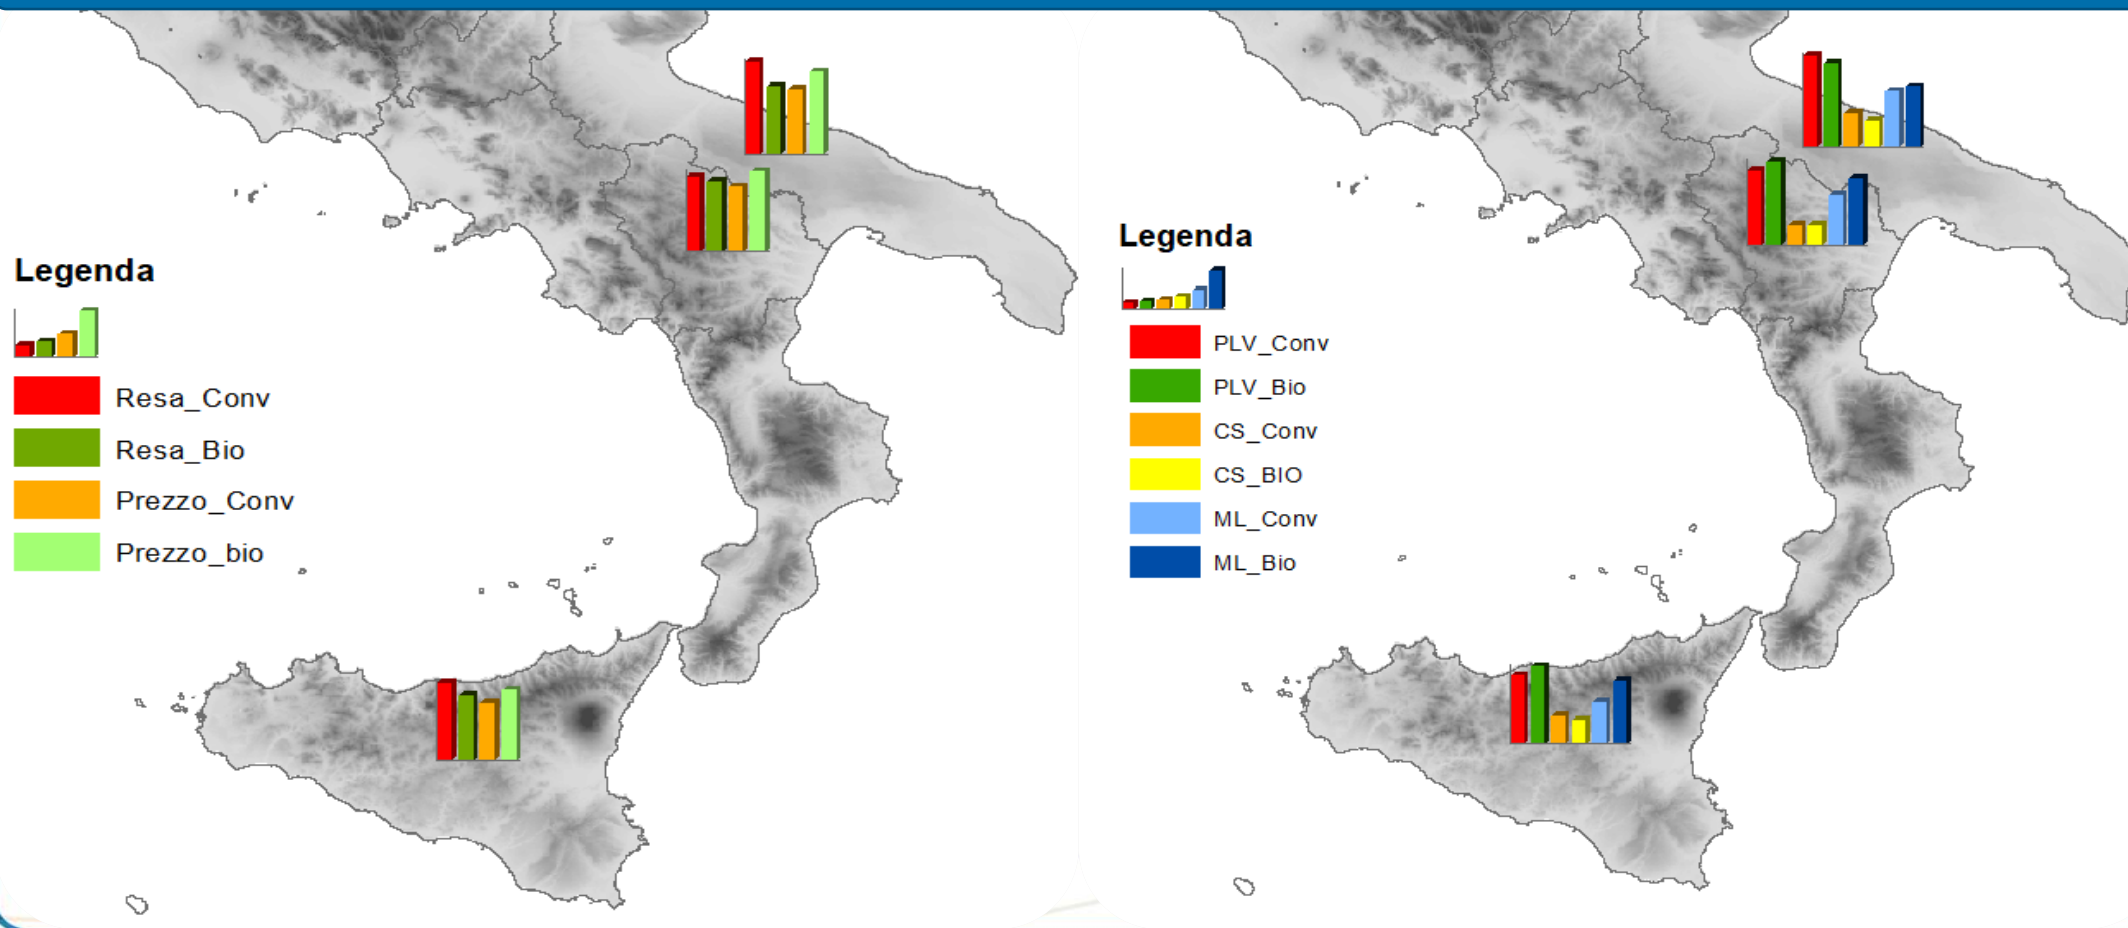 Legenda
Resa_Conv
Resa_Bio
Prezzo_Conv
Prezzo_bio
Legenda
PLV_Conv
PLV_Bio
CS_Conv
CS_BIO
ML_Conv
ML_Bio